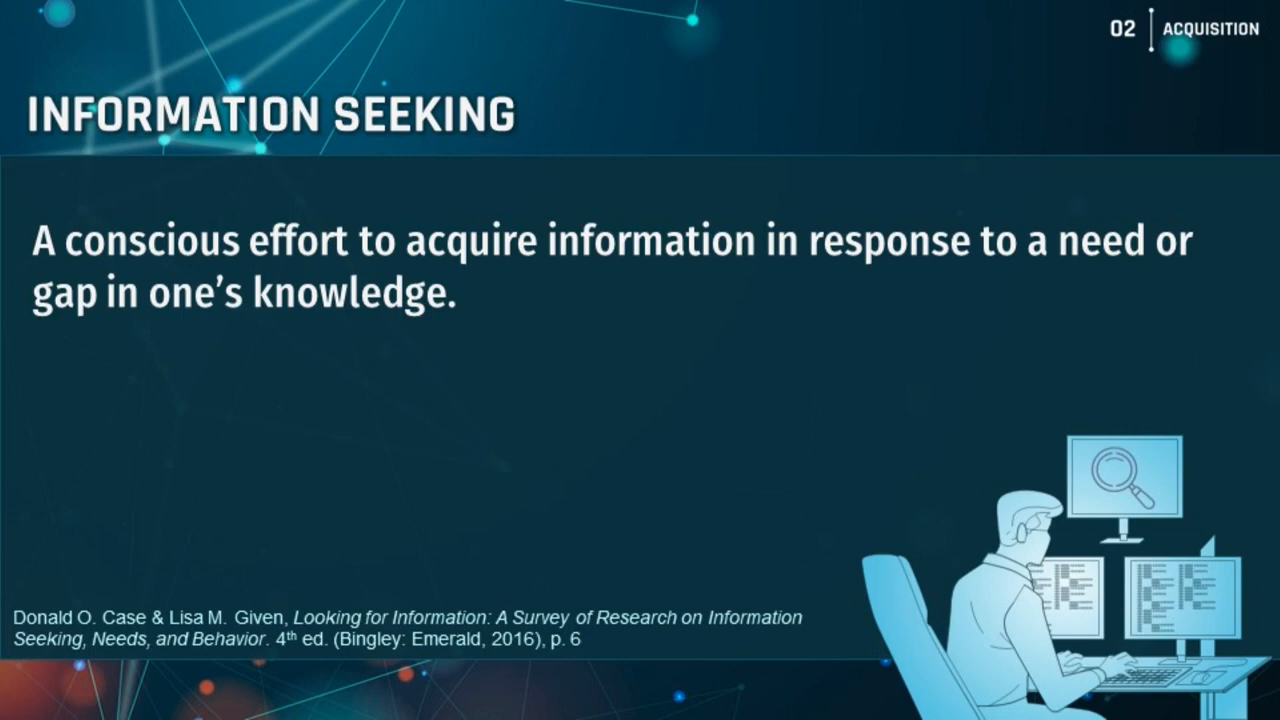 02 | ACQUISITION
INFORMATION SEEKING
A conscious effort to acquire information in response to a need or
gap in one’s knowledge.
Donald O. Case & Lisa M. Given, Looking for Information: A Survey of Research on Information
Seeking, Needs, and Behavior. 4th ed. (Bingley: Emerald, 2016), p. 6